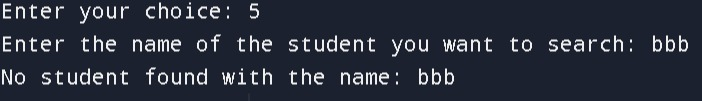 Enter your choice: 5
Enter the name of the student you want to search: bbb
No student found with the name: bbb